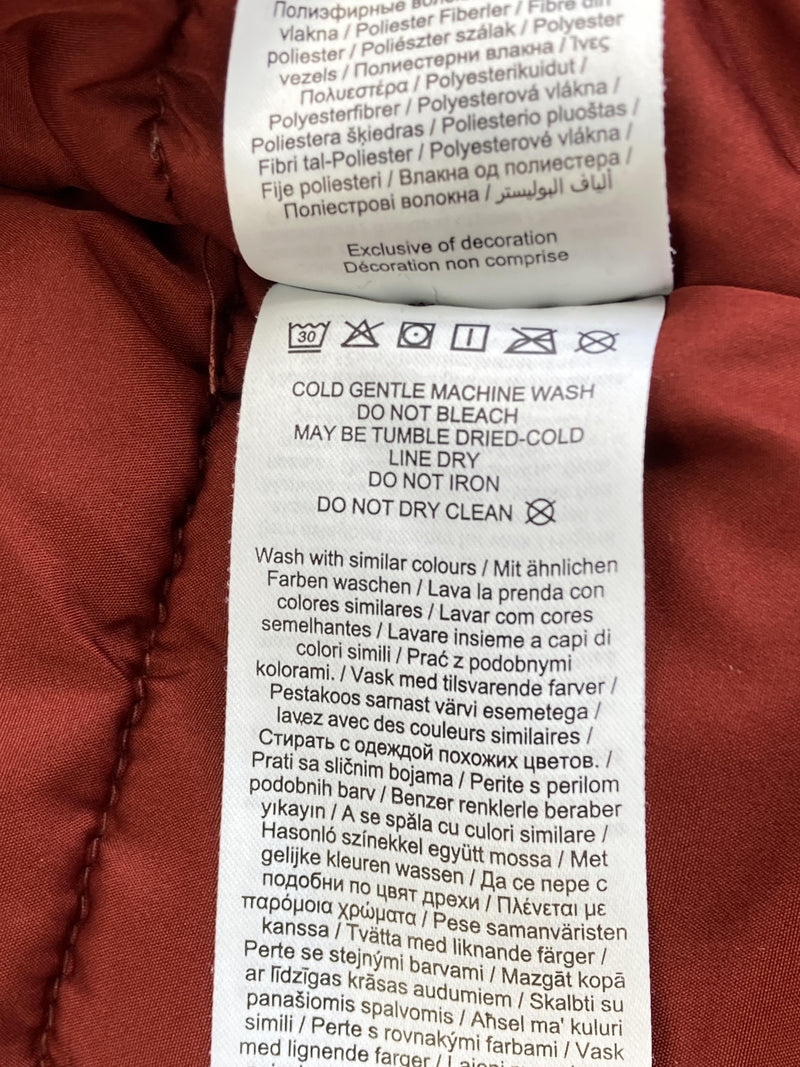 Полиэфирные
vlakna / Poliester Fiberler / Fibre din
poliester / Poliészter szálak / Polyester
vezels / Полиестерни влакна / Ίνες
Πολυεστέρα / Polyesterikuidut /
Polyesterfibrer / Polyesterová vlákna /
Poliestera šķiedras / Poliesterio pluoštas /
Fibri tal-Poliester / Polyesterové vlákna /
Fije poliesteri / Влакна од полиестера /
Поліестрові волокна / ألياف البوليستر
Exclusive of decoration
Décoration non comprise
30
COLD GENTLE MACHINE WASH
DO NOT BLEACH
MAY BE TUMBLE DRIED-COLD
LINE DRY
DO NOT IRON
DO NOT DRY CLEAN
Wash with similar colours / Mit ähnlichen
Farben waschen / Lava la prenda con
colores similares / Lavar com cores
semelhantes / Lavare insieme a capi di
colori simili / Prać z podobnymi
kolorami. / Vask med tilsvarende farver /
Pestakoos sarnast värvi esemetega /
lavez avec des couleurs similaires /
Стирать с одеждой похожих цветов. /
Prati sa sličnim bojama / Perite s perilom
podobnih barv / Benzer renklerle beraber
yıkayın / A se spăla cu culori similare /
Hasonló színekkel együtt mossa / Met
gelijke kleuren wassen / Да се пере с
подобни по цвят дрехи / Πλένεται με
παρόμοια χρώματα / Pese samanväristen
kanssa / Tvätta med liknande färger /
Perte se stejnými barvami / Mazgāt kopā
ar līdzīgas krāsas audumiem / Skalbti su
panašiomis spalvomis / Aħsel ma' kuluri
simili / Perte s rovnakými farbami / Vask
med lignende farger /